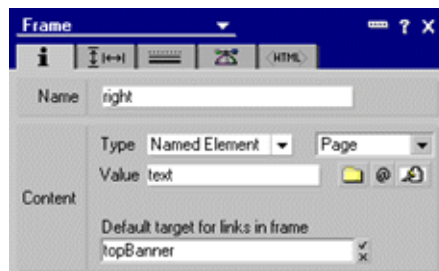 Frame ? X
i <HTML>
Name right
Type Named Element Page
Value text @
Content
Default target for links in frame
topBanner